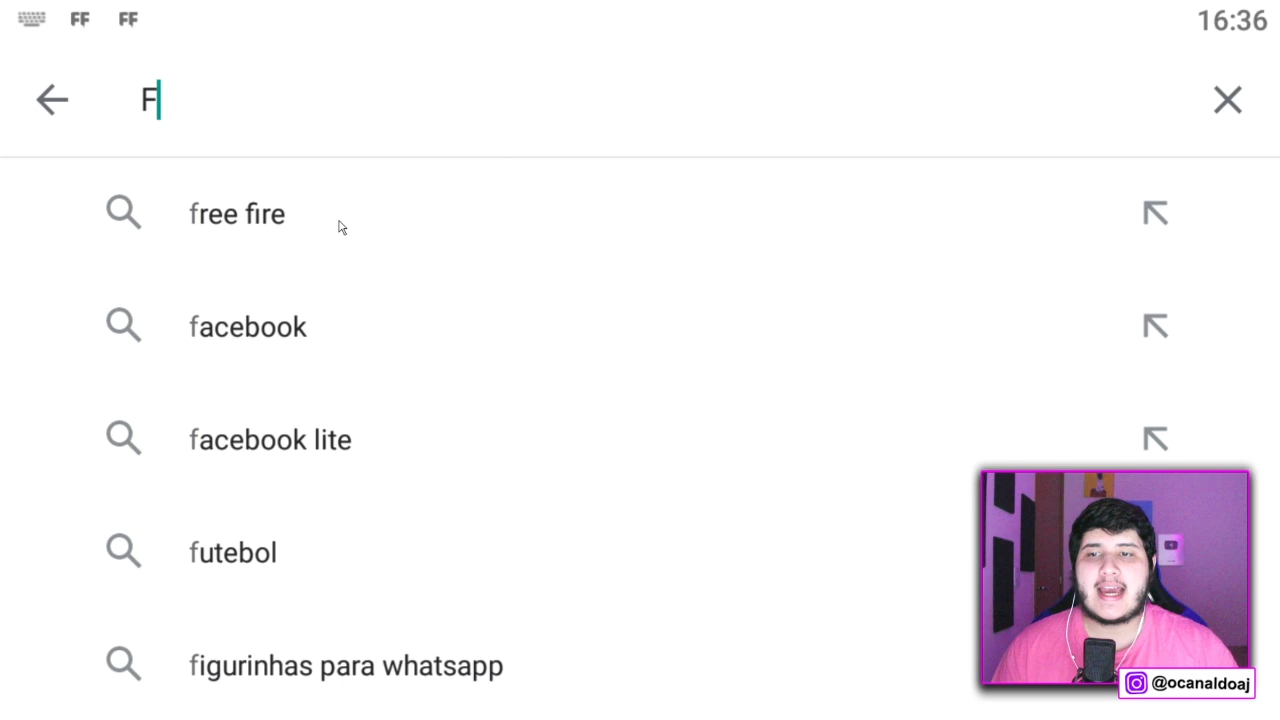 FF FF 16:36
F
free fire
facebook
facebook lite
futebol
figurinhas para whatsapp
@ocanaldoaj